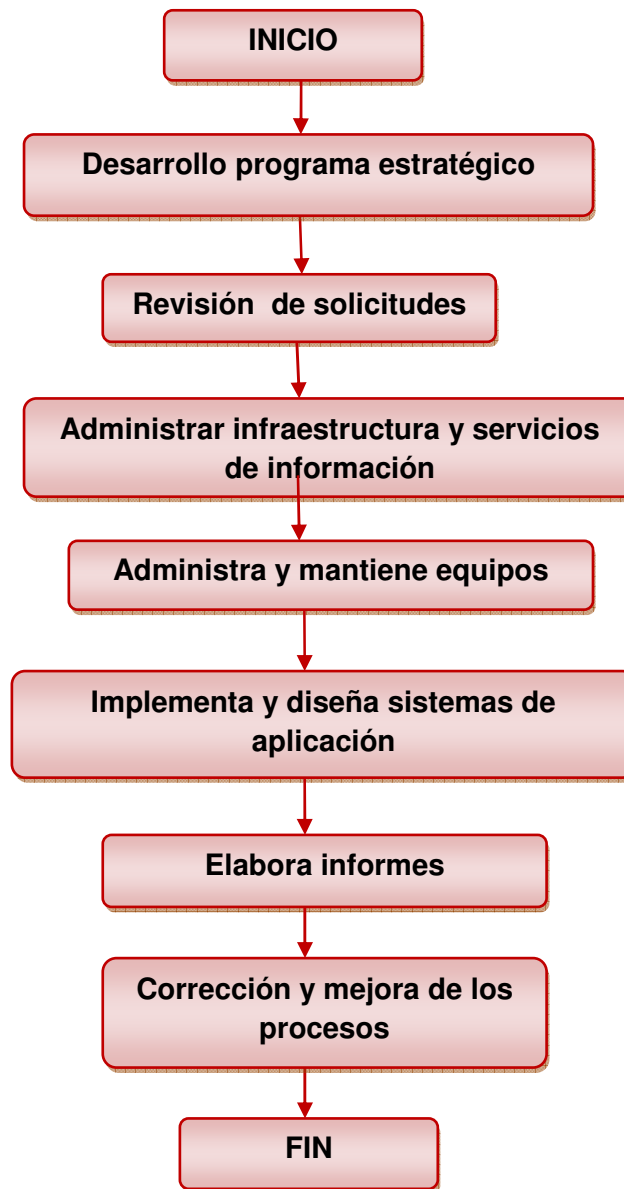 INICIO
Desarrollo programa estratégico
Revisión de solicitudes
Administrar infraestructura y servicios
de información
Administra y mantiene equipos
Implementa y diseña sistemas de
aplicación
Elabora informes
Corrección y mejora de los
procesos
FIN